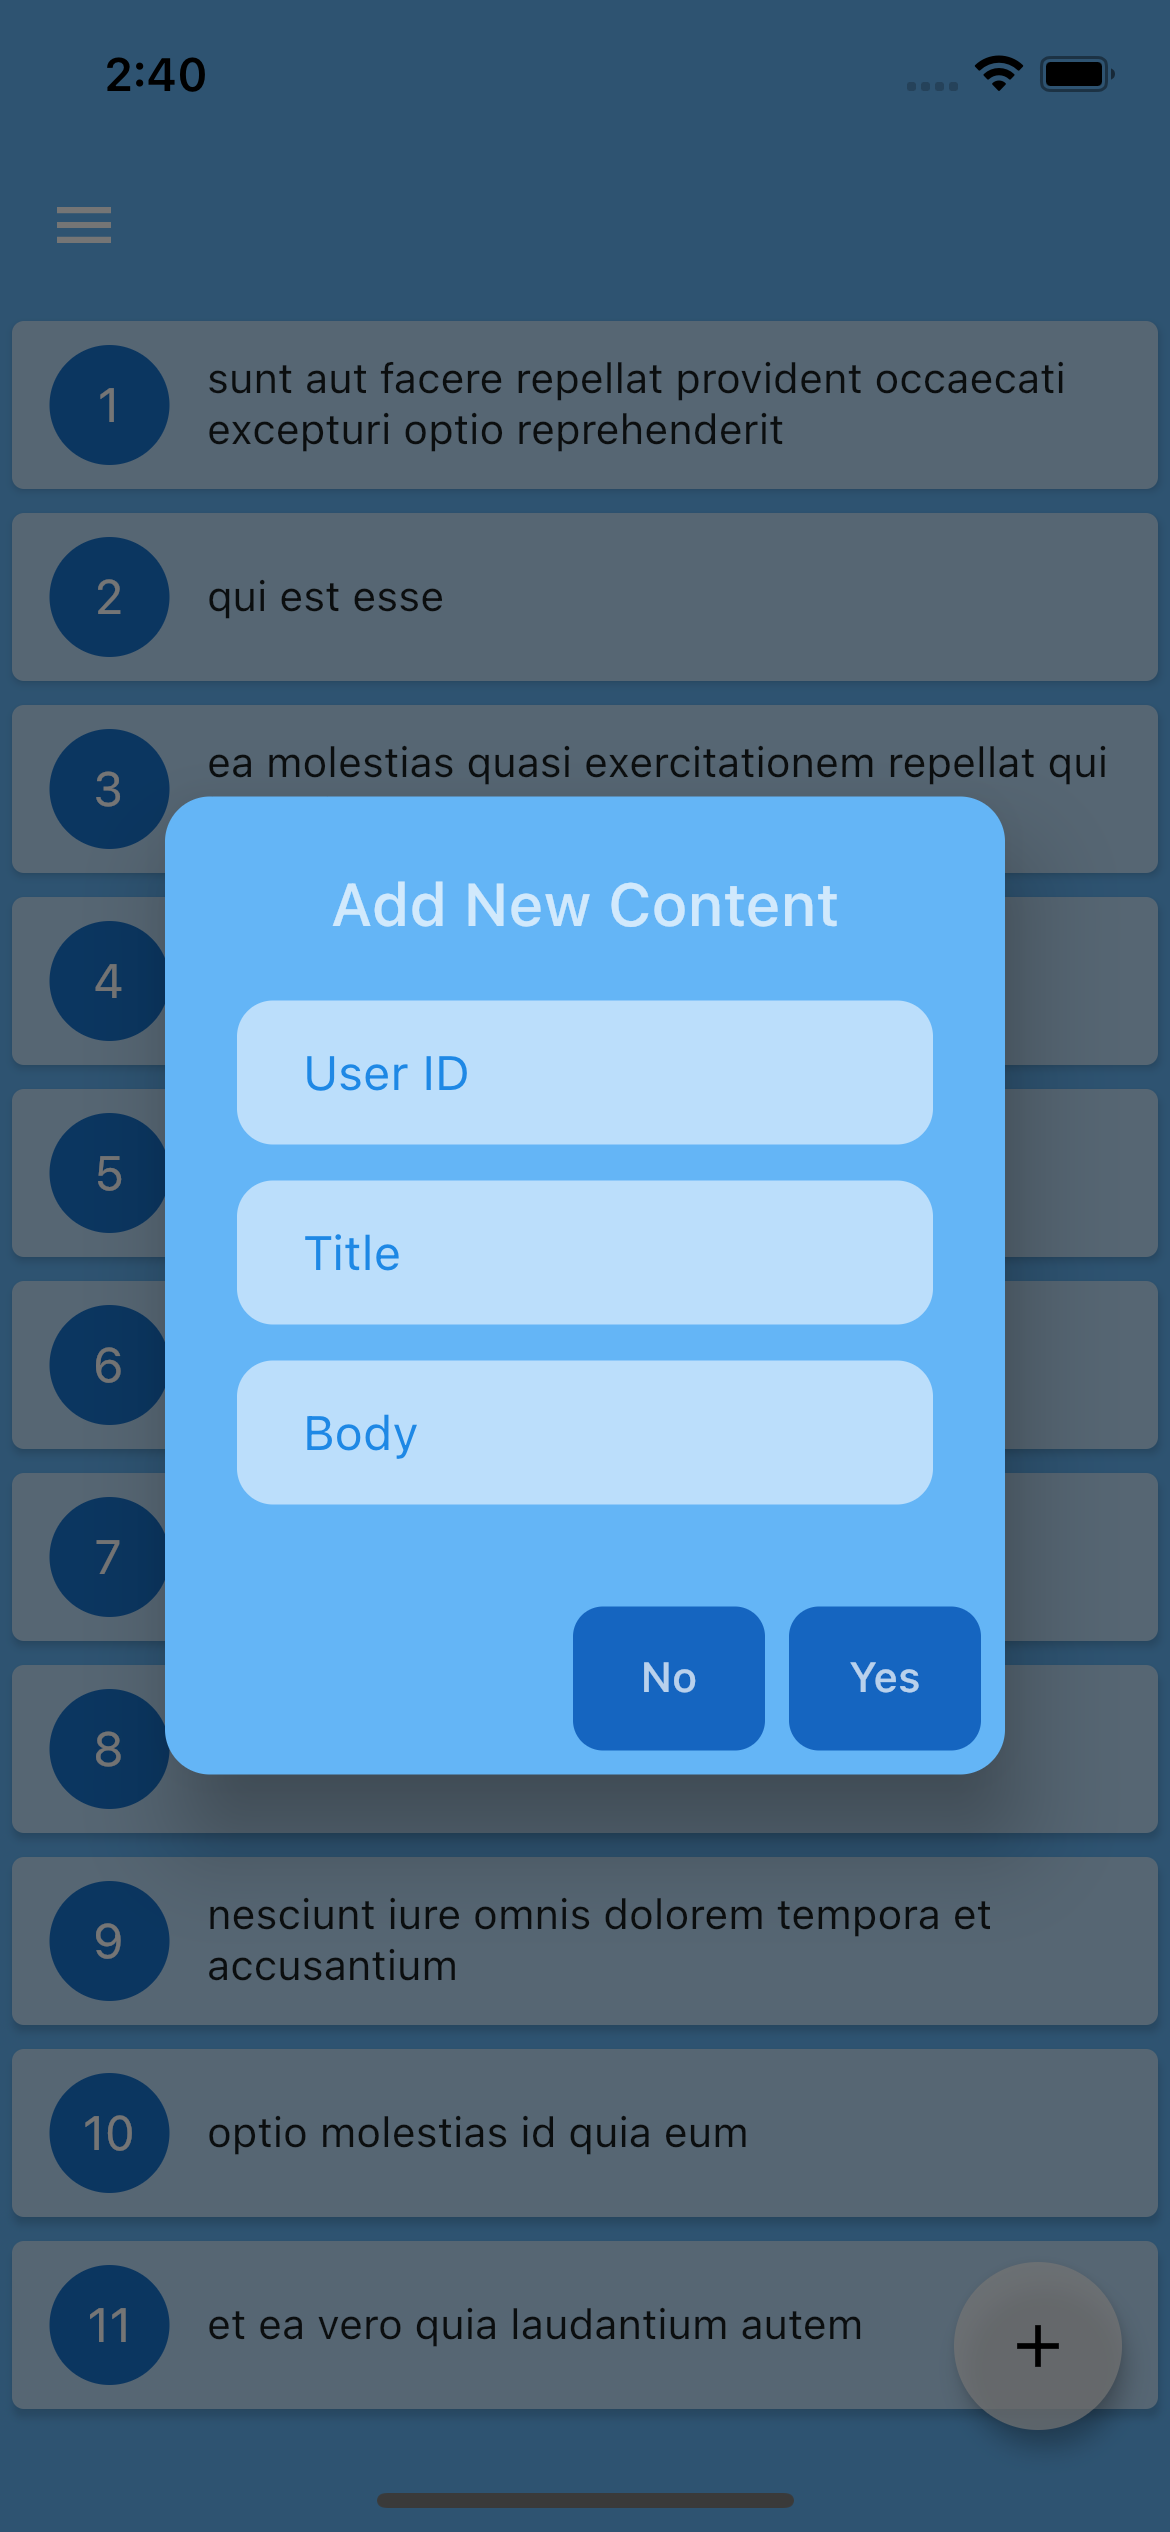 2:40
1
sunt aut facere repellat provident occaecati
excepturi optio reprehenderit
2
qui est esse
3
ea molestias quasi exercitationem repellat qui
Add New Content
4
User ID
5
Title
6
Body
7
No
Yes
8
9
nesciunt iure omnis dolorem tempora et
accusantium
10
optio molestias id quia eum
11
et ea vero quia laudantium autem
+